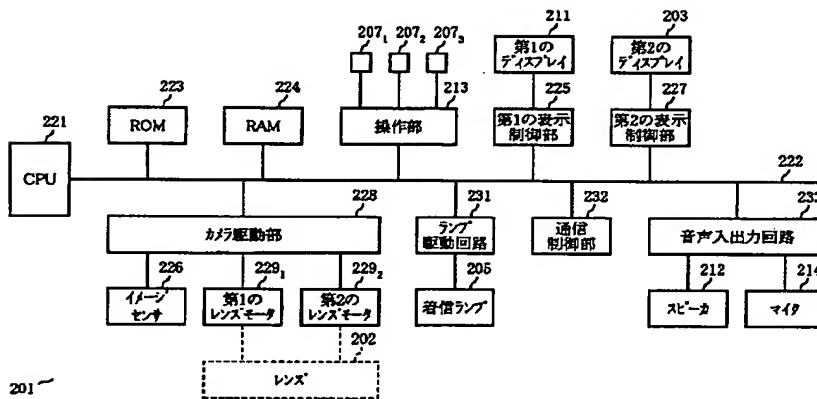 207₁ 207₂ 207₃
211
203
第1の
ディスプレイ
第2の
ディスプレイ
223
224
213
225
227
221
ROM
RAM
操作部
第1の表示
制御部
第2の表示
制御部
CPU
222
228
231
232
233
カメラ駆動部
ランプ
駆動回路
通信
制御部
音声入出力回路
226
229₁
229₂
205
212
214
イメージ
センサ
第1の
レンズモータ
第2の
レンズモータ
着信ランプ
スピーカ
マイク
202
レンズ
201